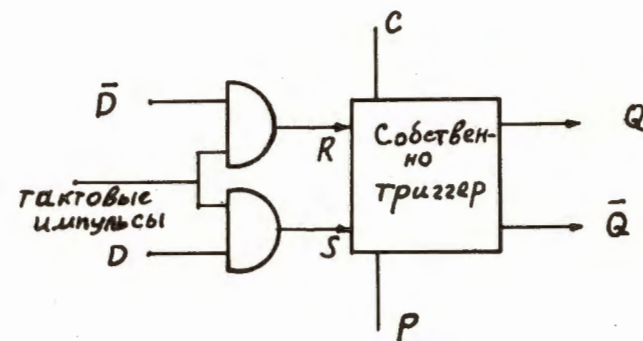 C
D̄
R
Собствен-
но
триггер
Q
тактовые
импульсы
D
S
Q̄
P